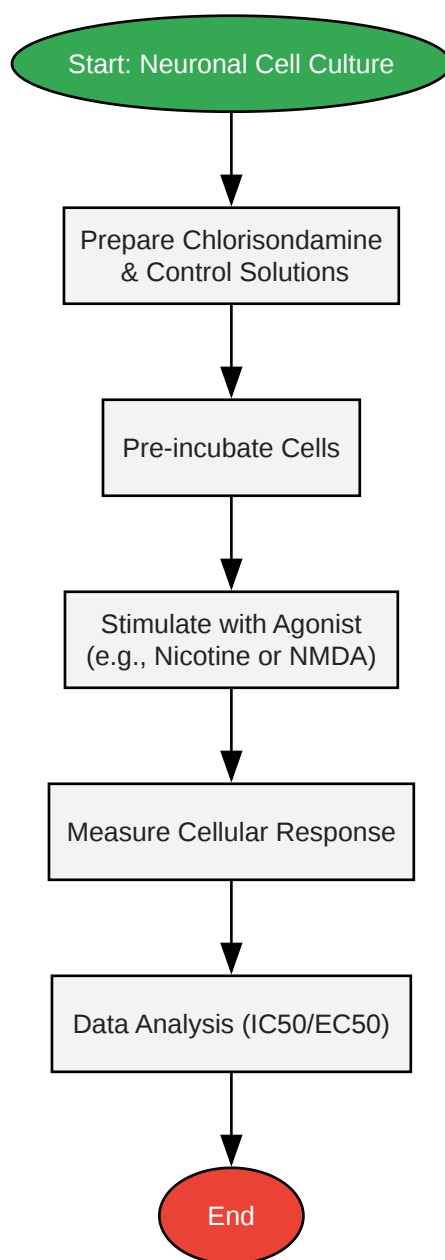 Start: Neuronal Cell Culture
Prepare Chlorisondamine
& Control Solutions
Pre-incubate Cells
Stimulate with Agonist
(e.g., Nicotine or NMDA)
Measure Cellular Response
Data Analysis (IC50/EC50)
End